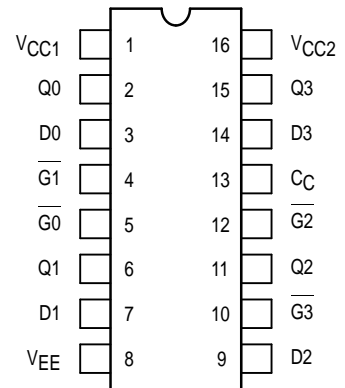 VCC1 1 16 VCC2
Q0 2 15 Q3
D0 3 14 D3
G1 4 13 CC
G0 5 12 G2
Q1 6 11 Q2
D1 7 10 G3
VEE 8 9 D2